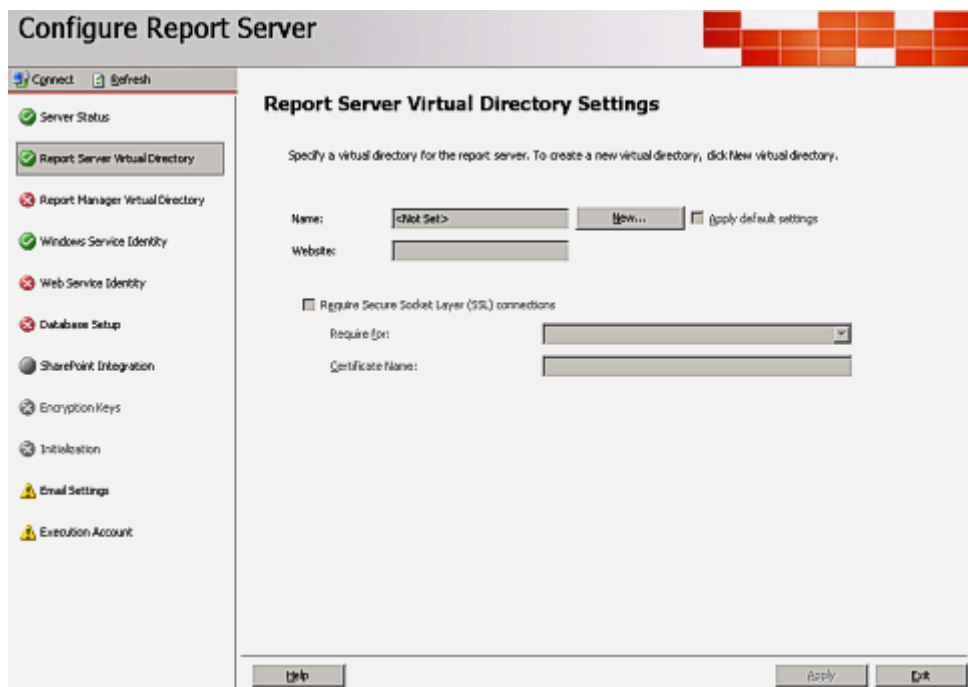 Configure Report Server
Connect Refresh
Server Status
Report Server Virtual Directory
Report Manager Virtual Directory
Windows Service Identity
Web Service Identity
Database Setup
SharePoint Integration
Encryption Keys
Initialization
Email Settings
Execution Account
Report Server Virtual Directory Settings
Specify a virtual directory for the report server. To create a new virtual directory, click New virtual directory.
Name: <Not Set> New... Apply default settings
Website:
Require Secure Socket Layer (SSL) connections
Require for:
Certificate Name:
Help Apply Exit